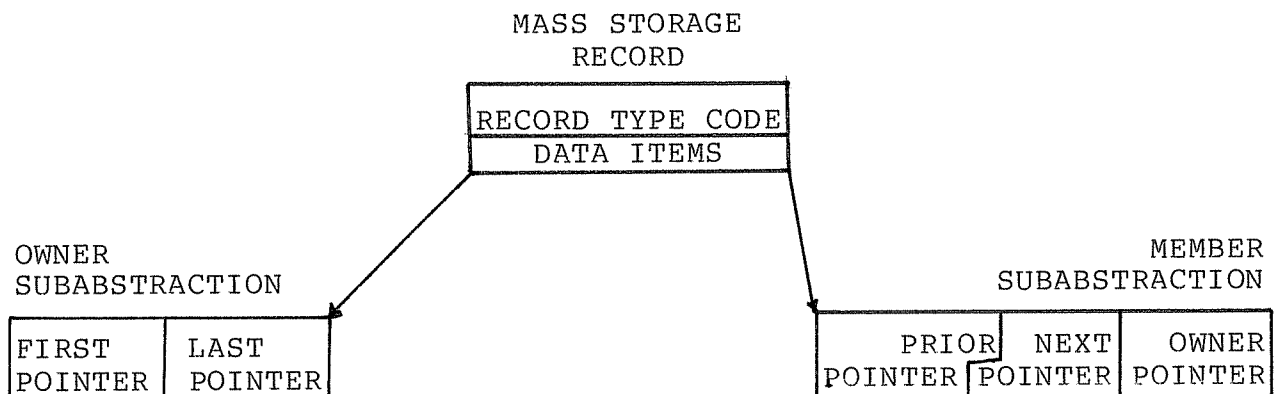 MASS STORAGE
RECORD
RECORD TYPE CODE
DATA ITEMS
OWNER
SUBABSTRACTION
FIRST
POINTER
LAST
POINTER
MEMBER
SUBABSTRACTION
PRIOR
POINTER
NEXT
POINTER
OWNER
POINTER